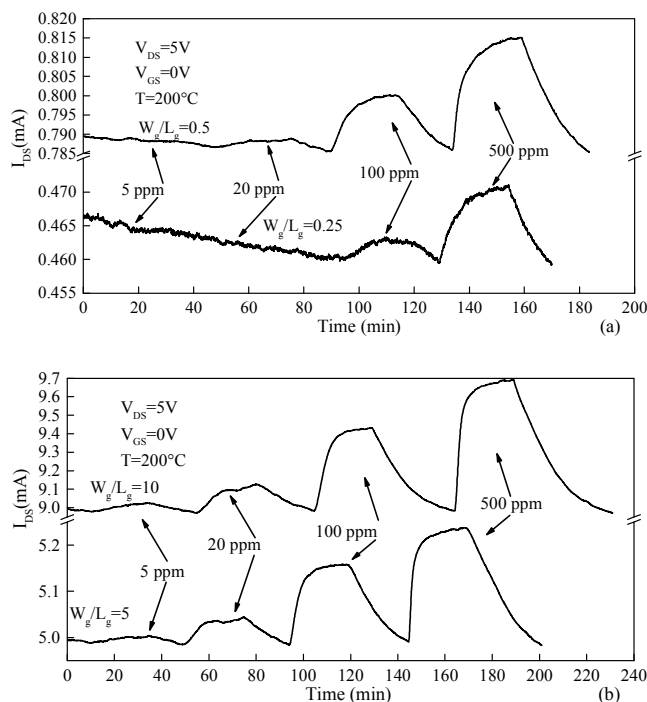 0.820
0.815
0.810
0.805
0.800
0.795
0.790
0.785
0.470
0.465
0.460
0.455
I_DS(mA)
V_DS=5V
V_GS=0V
T=200°C
W_g/L_g=0.5
5 ppm
20 ppm
100 ppm
500 ppm
W_g/L_g=0.25
0 20 40 60 80 100 120 140 160 180 200
Time (min)
(a)
9.7
9.6
9.5
9.4
9.3
9.2
9.1
9.0
5.2
5.1
5.0
I_DS(mA)
V_DS=5V
V_GS=0V
T=200°C
W_g/L_g=10
5 ppm
20 ppm
100 ppm
500 ppm
W_g/L_g=5
0 20 40 60 80 100 120 140 160 180 200 220 240
Time (min)
(b)